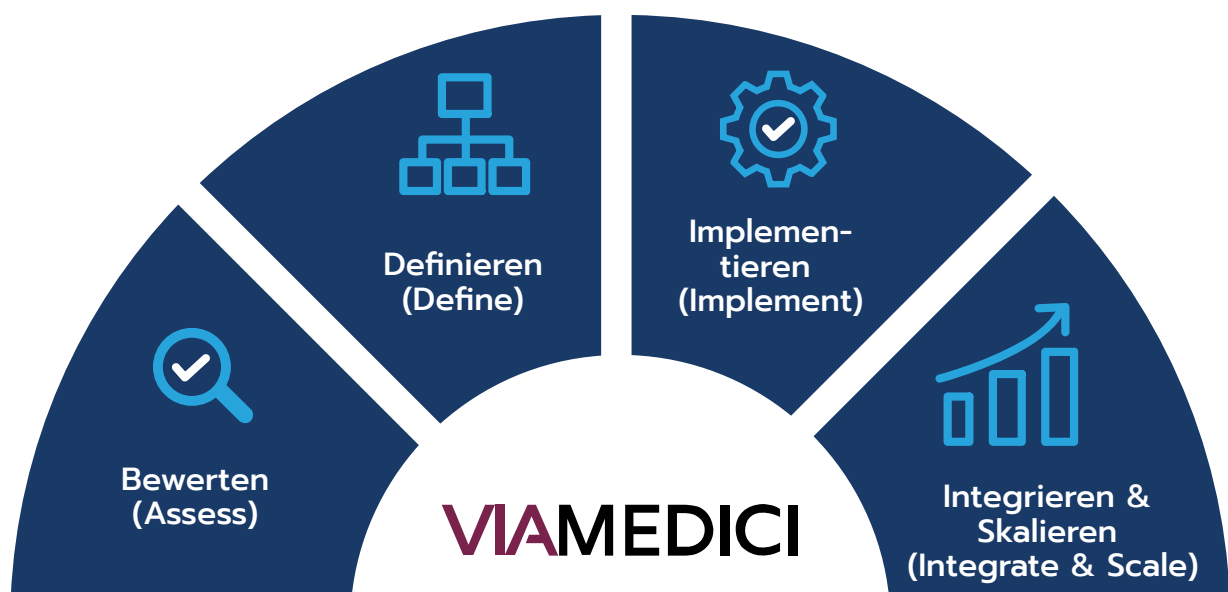 Bewerten
(Assess)
Definieren
(Define)
Implemen-
tieren
(Implement)
Integrieren &
Skalieren
(Integrate & Scale)
VIAMEDICI